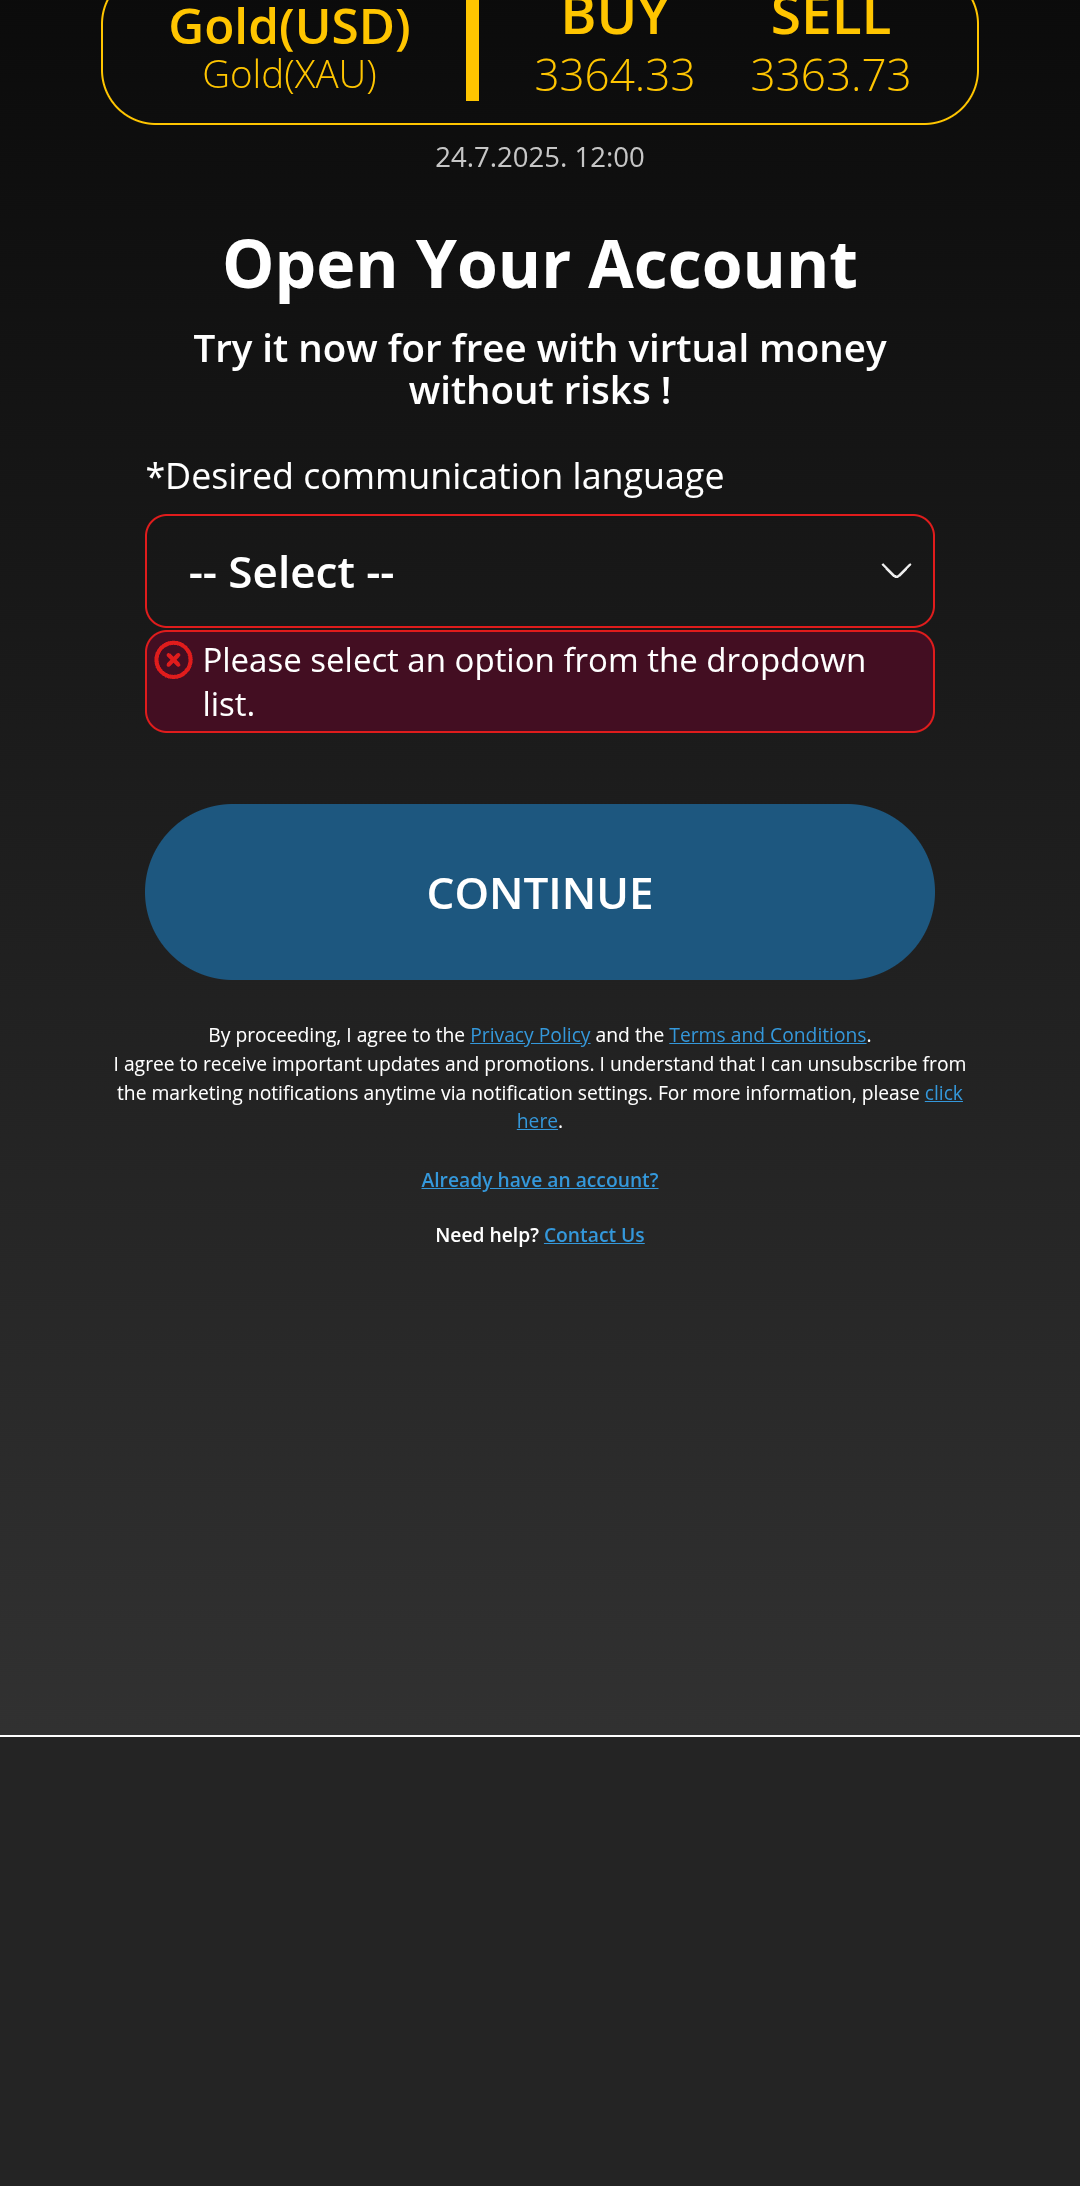 Gold(USD)
Gold(XAU)
BUY
3364.33
SELL
3363.73
24.7.2025. 12:00
Open Your Account
Try it now for free with virtual money
without risks !
*Desired communication language
-- Select --
Please select an option from the dropdown
list.
CONTINUE
By proceeding, I agree to the Privacy Policy and the Terms and Conditions.
I agree to receive important updates and promotions. I understand that I can unsubscribe from
the marketing notifications anytime via notification settings. For more information, please click
here.
Already have an account?
Need help? Contact Us